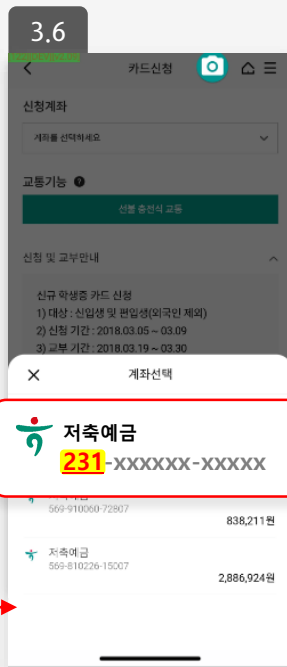 3.6
카드신청
신청계좌
계좌를 선택하세요
교통기능 ?
선불 충전식 교통
신청 및 교부안내
신규 학생증 카드 신청
1) 대상 : 신입생 및 편입생(외국인 제외)
2) 신청 기간 : 2018.03.05 ~ 03.09
3) 교부 기간 : 2018.03.19 ~ 03.30
계좌선택
저축예금
231-xxxxxx-xxxxx
569-910060-72807
838,211원
저축예금
569-810226-15007
2,886,924원